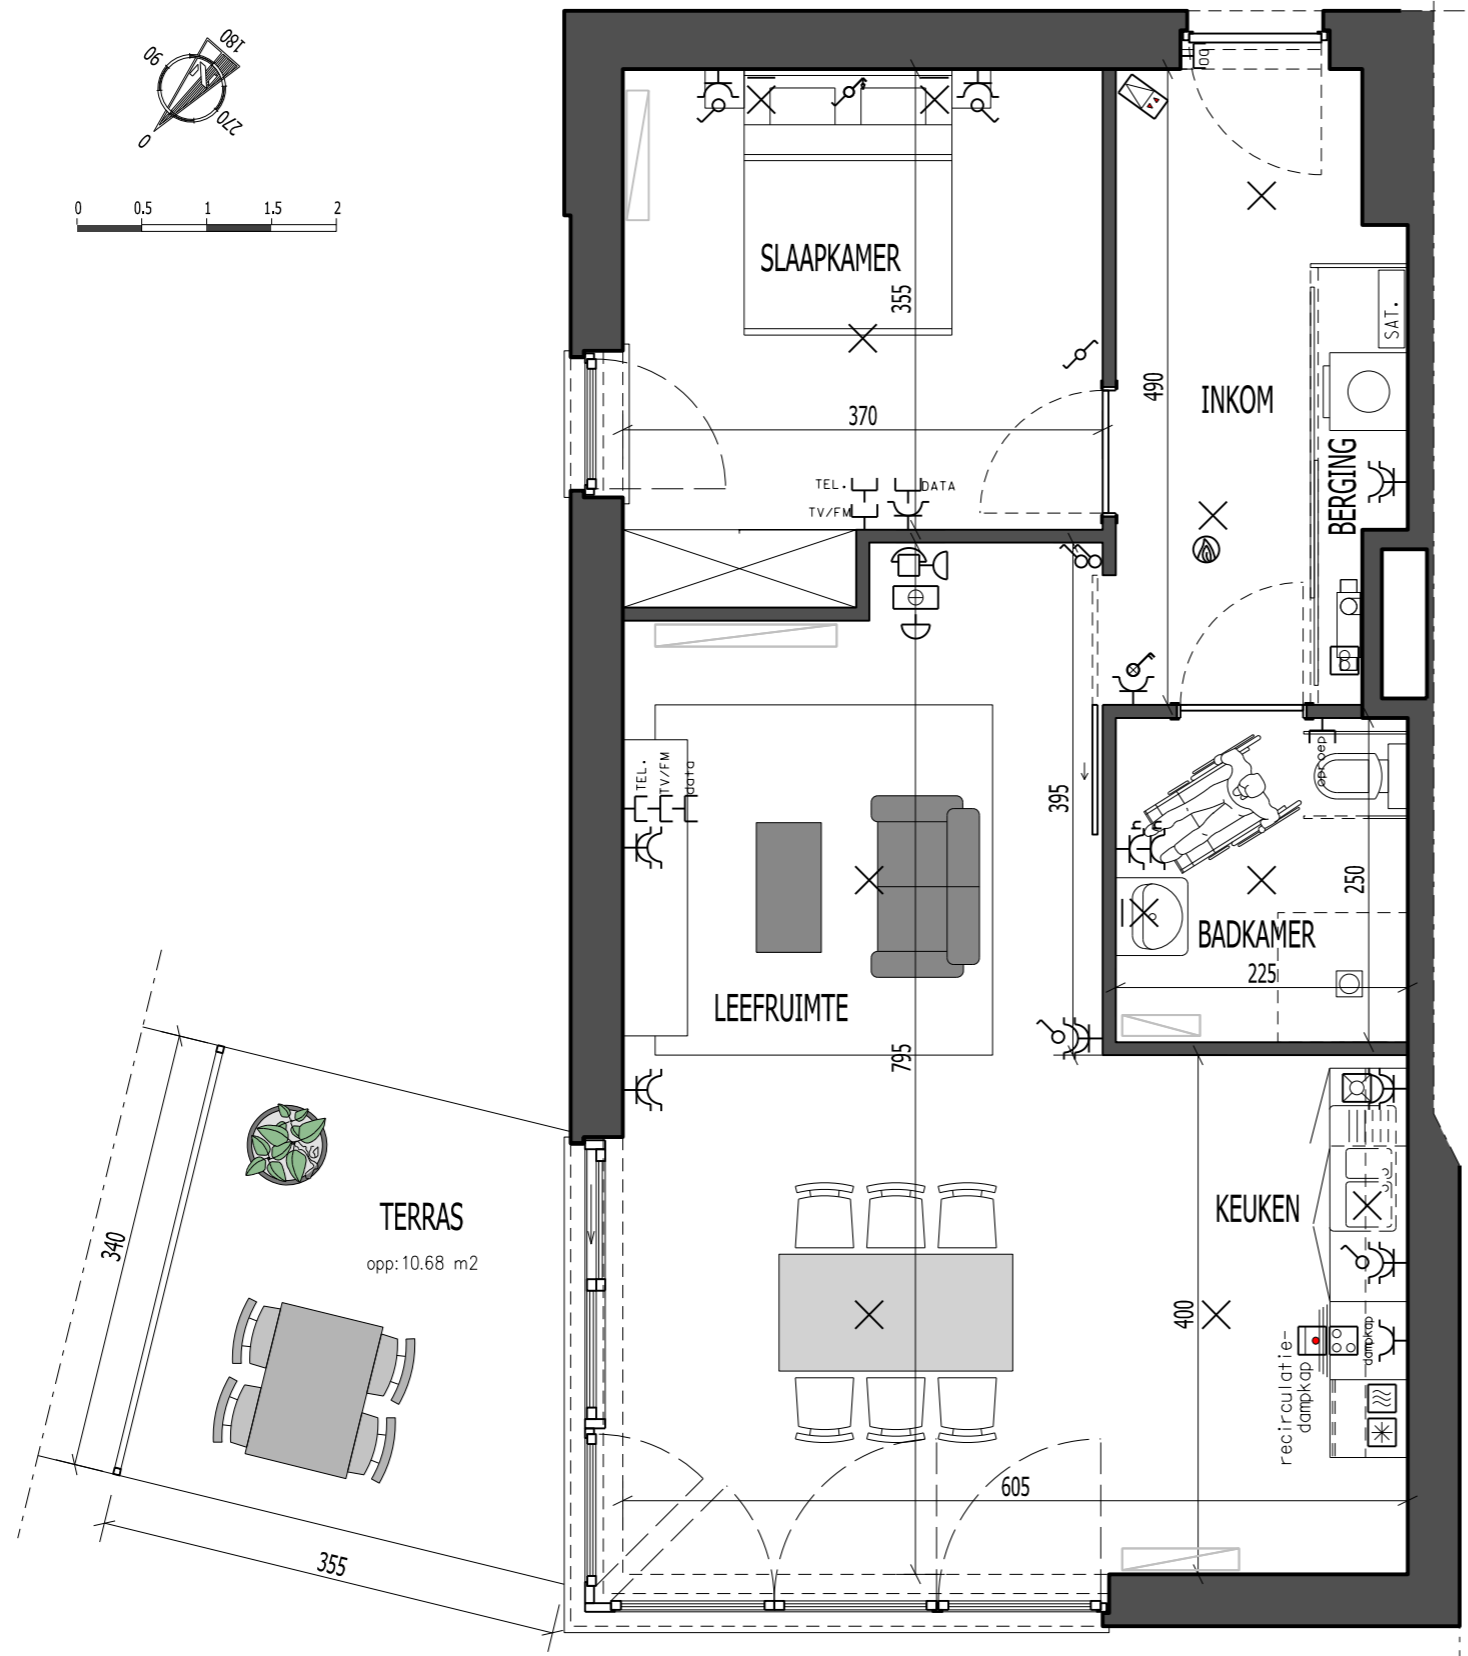 180
90
270
0
0 0.5 1 1.5 2
SLAAPKAMER
355
370
TEL.
DATA
TV/FM
490
INKOM
SAT.
BERGING
TEL.
TV/FM
data
395
oproep
250
BADKAMER
225
LEEFRUIMTE
795
340
TERRAS
opp:10.68 m2
355
KEUKEN
400
dampkap
recirculatie-
dampkap
605